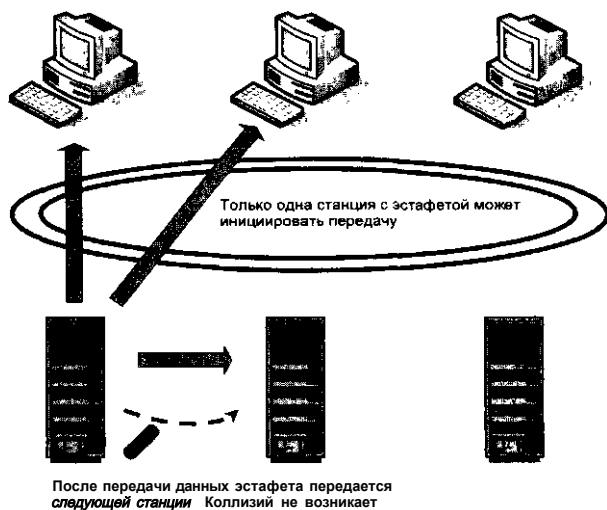 Только одна станция с эстафетой может
инициировать передачу
После передачи данных эстафета передается
следующей станции Коллизий не возникает